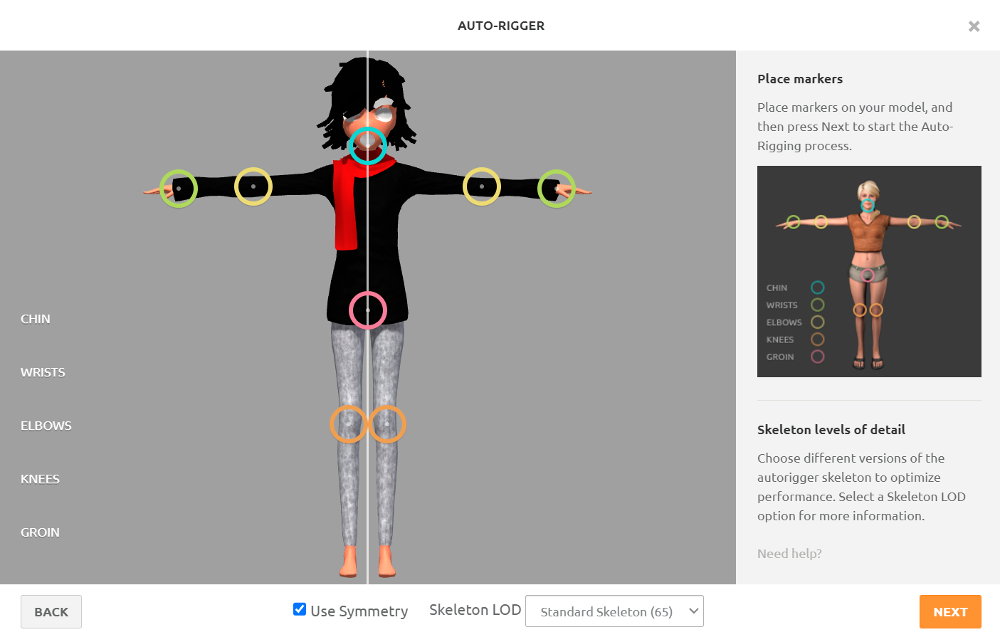 AUTO-RIGGER
CHIN
WRISTS
ELBOWS
KNEES
GROIN
Place markers
Place markers on your model, and
then press Next to start the Auto-
Rigging process.
CHIN
WRISTS
ELBOWS
KNEES
GROIN
Skeleton levels of detail
Choose different versions of the
autorigger skeleton to optimize
performance. Select a Skeleton LOD
option for more information.
Need help?
BACK
Use Symmetry
Skeleton LOD
Standard Skeleton (65)
NEXT